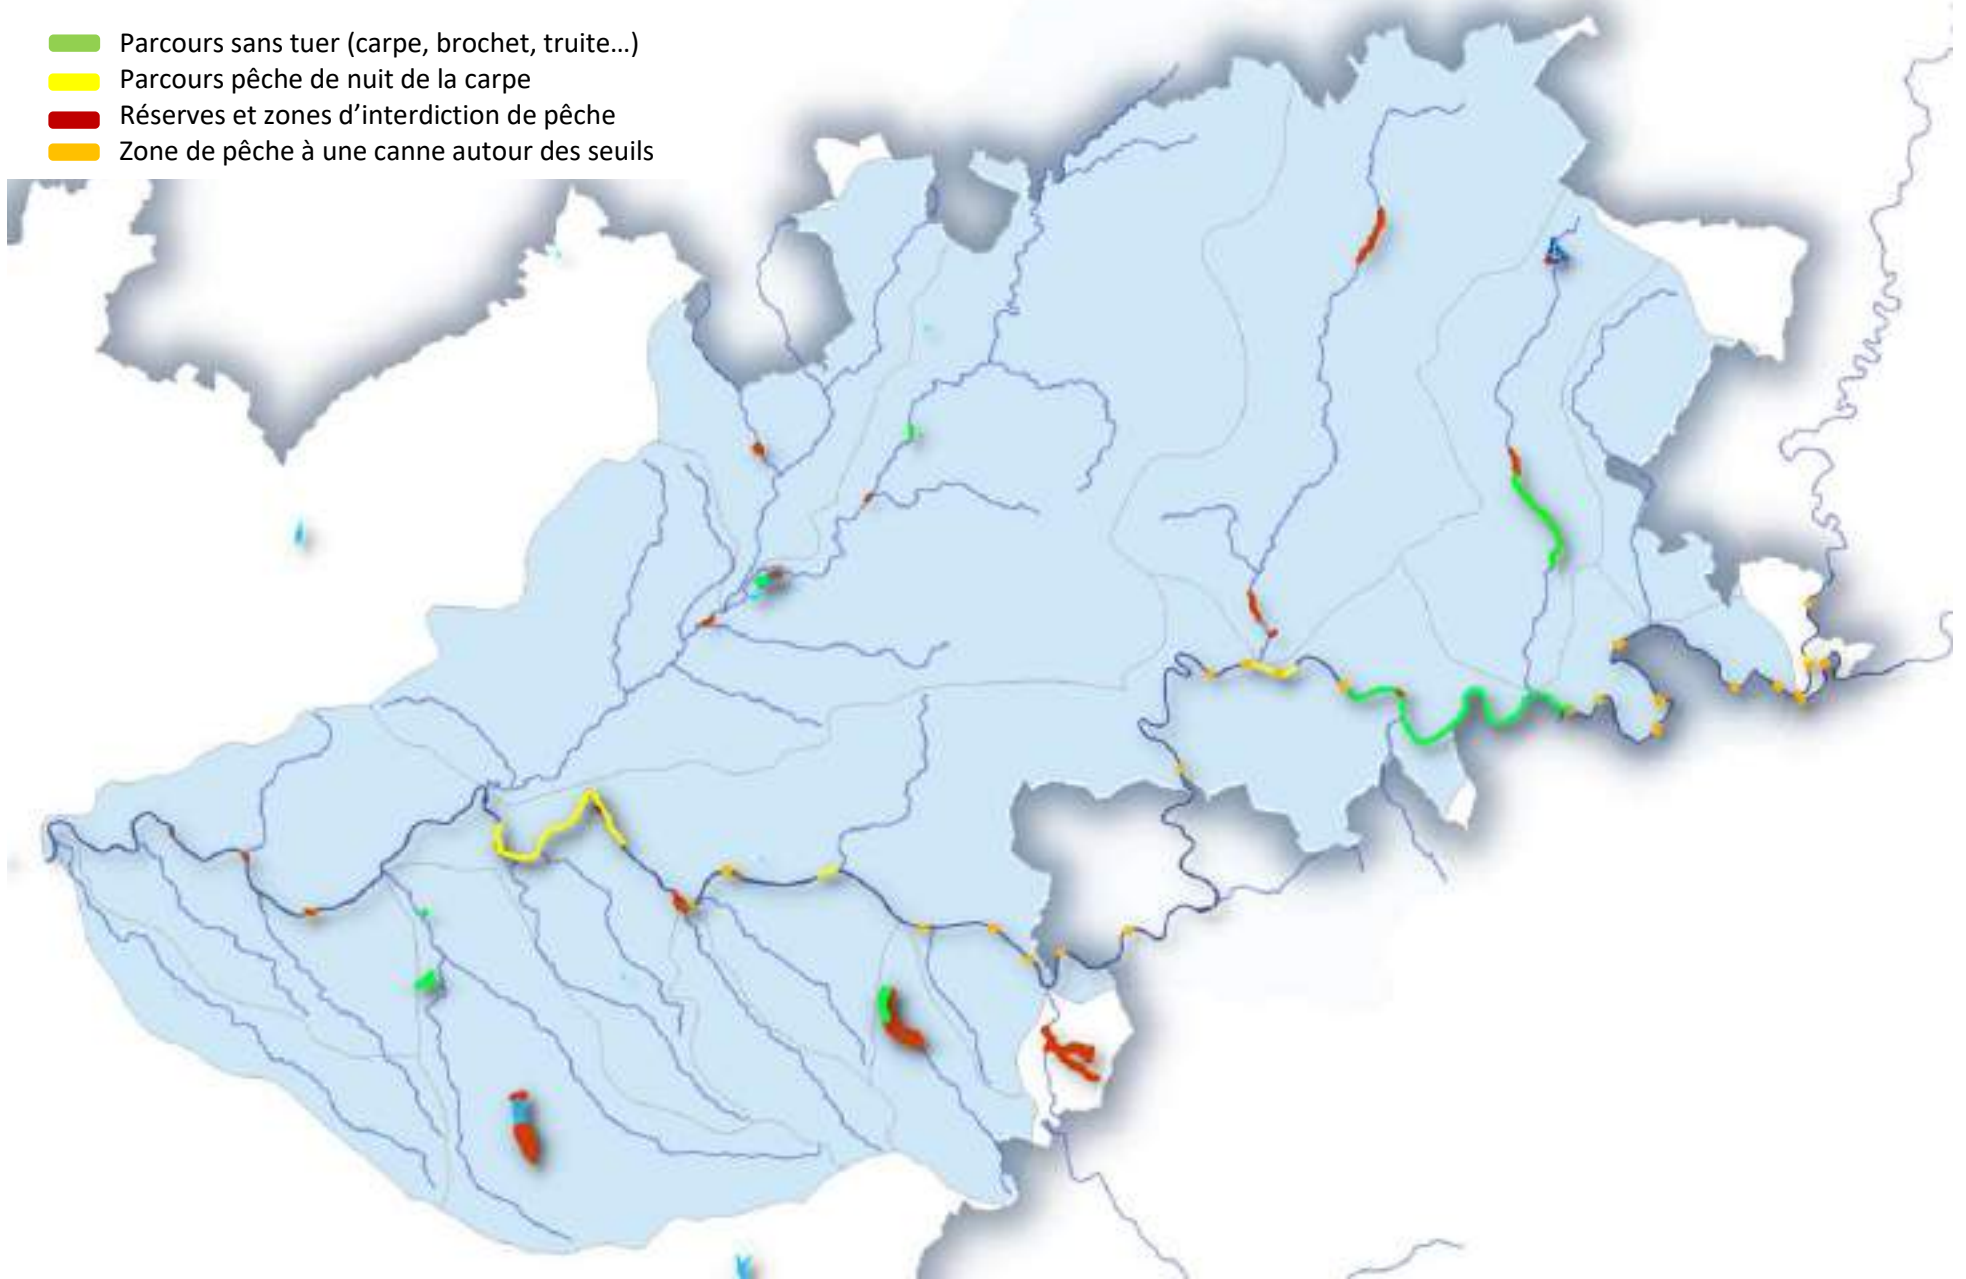 Parcours sans tuer (carpe, brochet, truite…)
Parcours pêche de nuit de la carpe
Réserves et zones d’interdiction de pêche
Zone de pêche à une canne autour des seuils